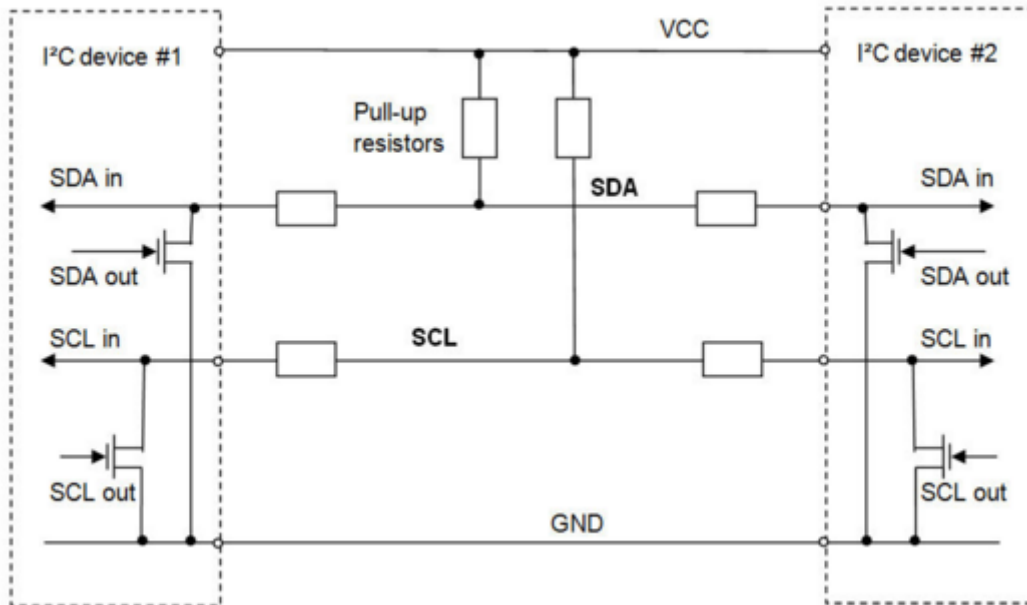 I²C device #1
VCC
I²C device #2
Pull-up
resistors
SDA in
SDA
SDA in
SDA out
SDA out
SCL in
SCL
SCL in
SCL out
SCL out
GND